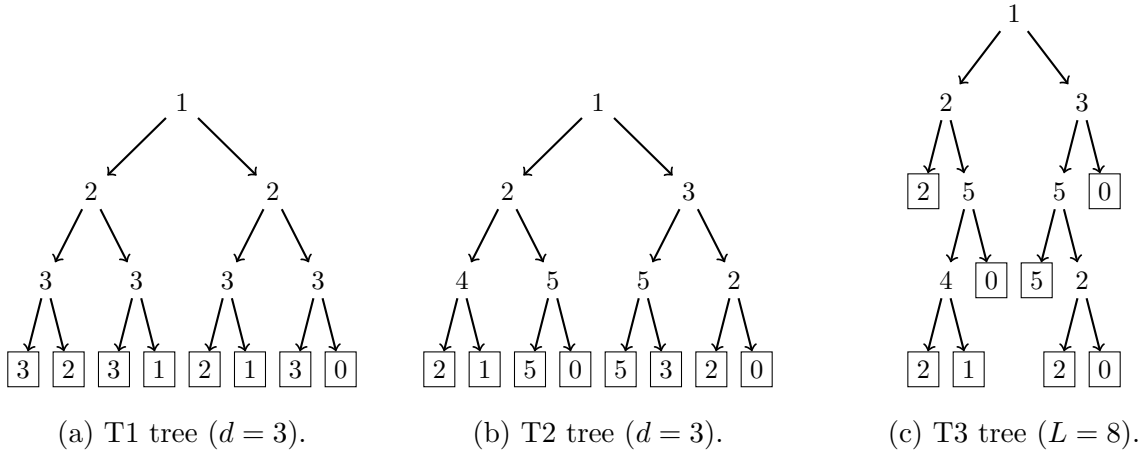 1
1
1
2 3
2 2
2 3
2 5 5 0
3 3 3 3
4 5 5 2
4 0 5 2
3 2 3 1 2 1 3 0
2 1 5 0 5 3 2 0
2 1 2 0
(a) T1 tree (d = 3).
(b) T2 tree (d = 3).
(c) T3 tree (L = 8).